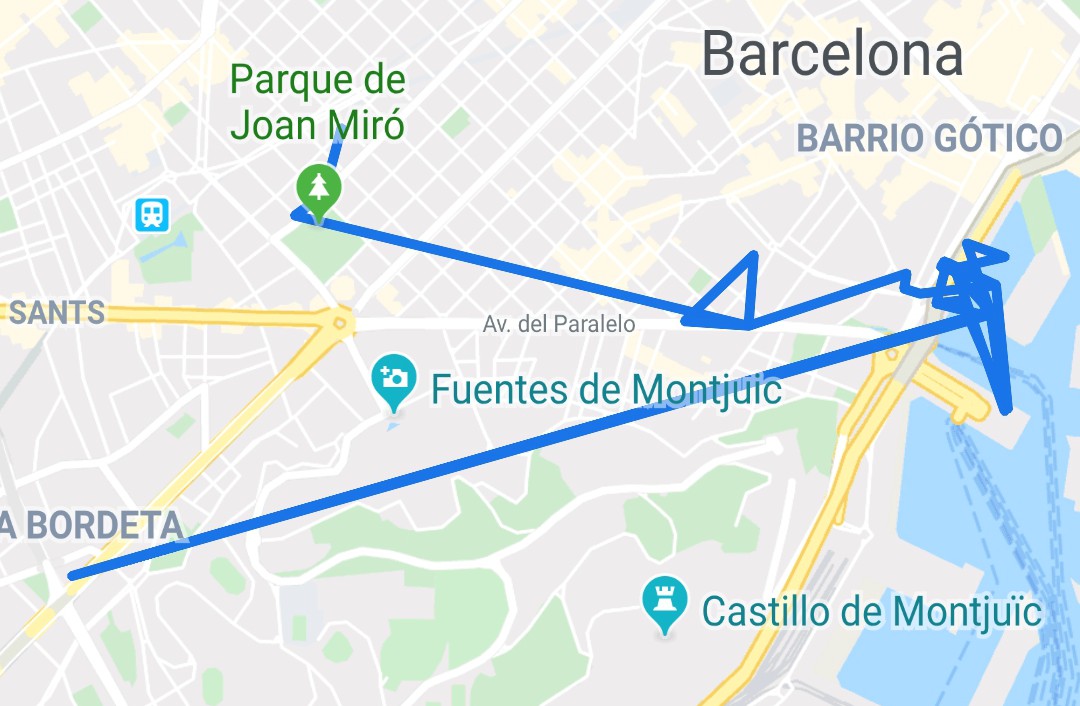 Barcelona
Parque de
Joan Miró
BARRIO GÓTICO
SANTS
Av. del Paralelo
Fuentes de Montjuïc
A BORDETA
Castillo de Montjuïc